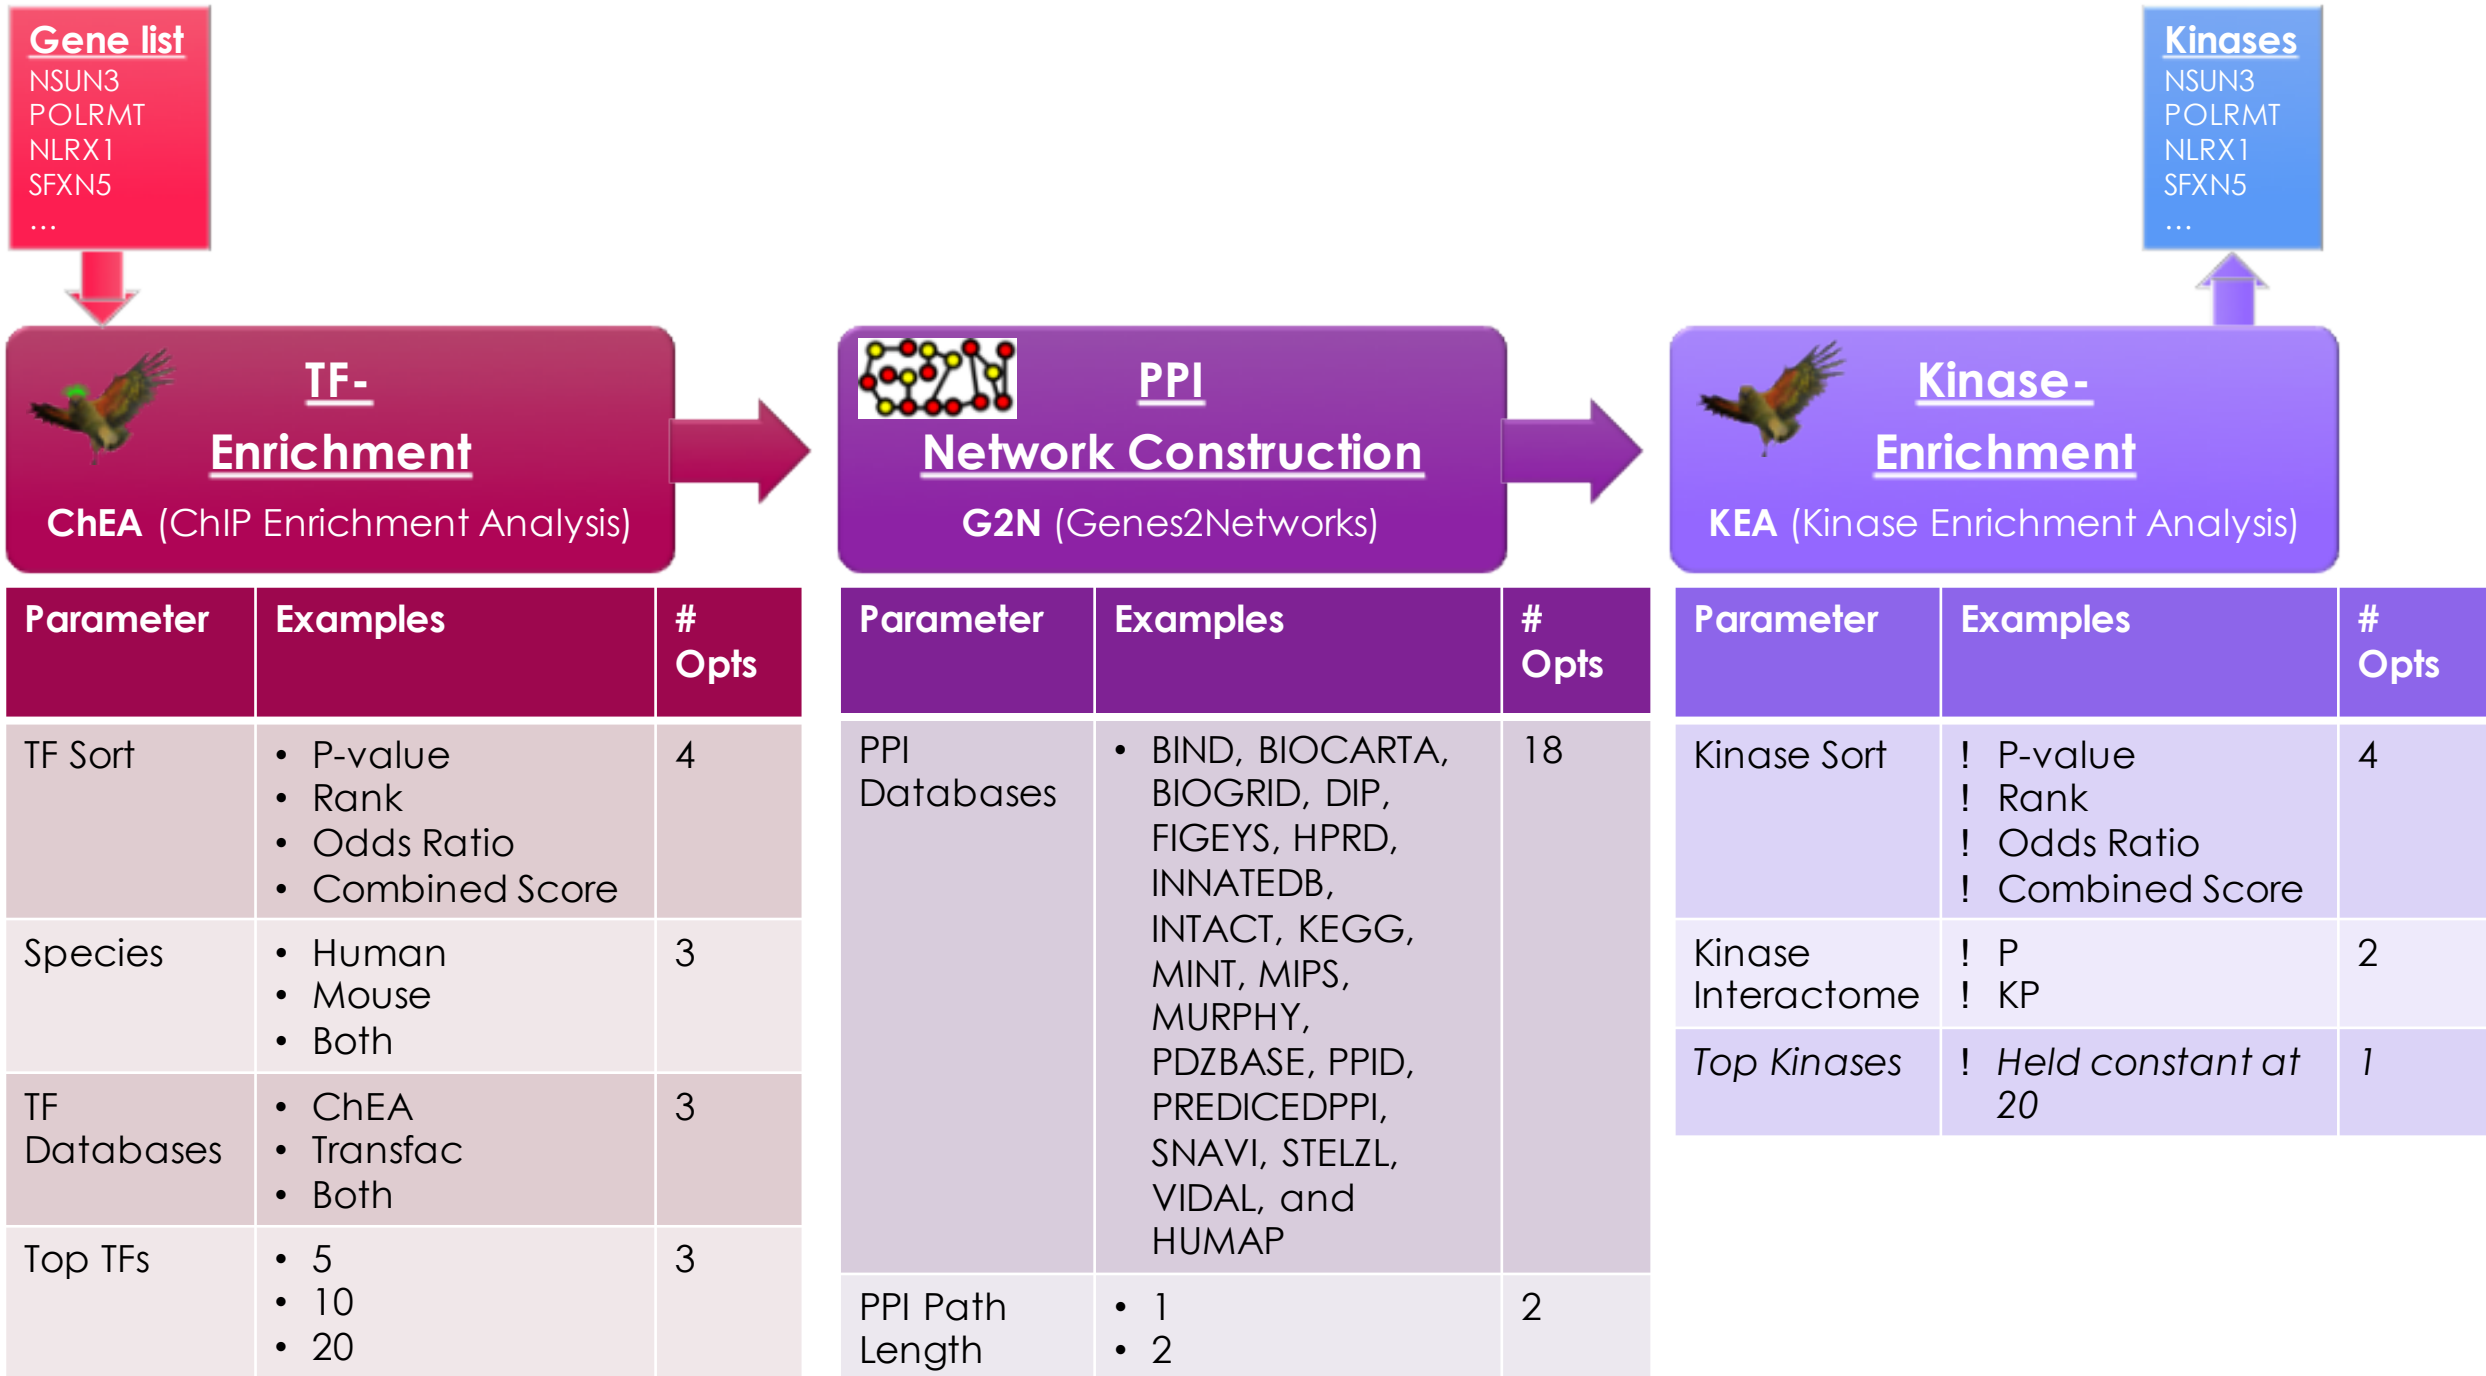 Gene list
NSUN3
POLRMT
NLRX1
SFXN5
…
Kinases
NSUN3
POLRMT
NLRX1
SFXN5
…
TF-
Enrichment
ChEA (ChIP Enrichment Analysis)
PPI
Network Construction
G2N (Genes2Networks)
Kinase-
Enrichment
KEA (Kinase Enrichment Analysis)
Parameter
Examples
#
Opts
TF Sort
• P-value
• Rank
• Odds Ratio
• Combined Score
4
Species
• Human
• Mouse
• Both
3
TF
Databases
• ChEA
• Transfac
• Both
3
Top TFs
• 5
• 10
• 20
3
Parameter
Examples
#
Opts
PPI
Databases
• BIND, BIOCARTA,
BIOGRID, DIP,
FIGEYS, HPRD,
INNATEDB,
INTACT, KEGG,
MINT, MIPS,
MURPHY,
PDZBASE, PPID,
PREDICEDPPI,
SNAVI, STELZL,
VIDAL, and
HUMAP
18
PPI Path
Length
• 1
• 2
2
Parameter
Examples
#
Opts
Kinase Sort
! P-value
! Rank
! Odds Ratio
! Combined Score
4
Kinase
Interactome
! P
! KP
2
Top Kinases
! Held constant at
20
1